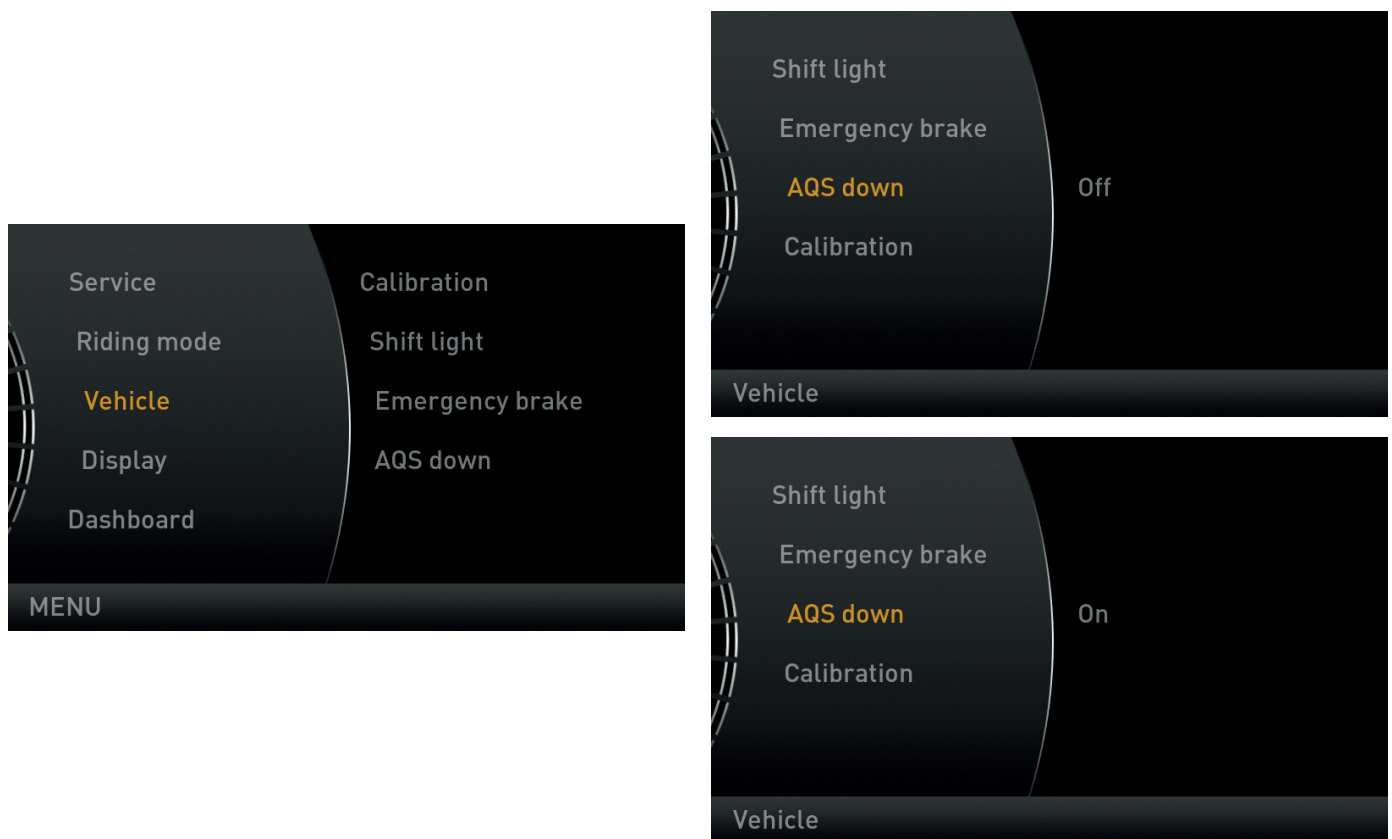 Service
Riding mode
Vehicle
Display
Dashboard
Calibration
Shift light
Emergency brake
AQS down
MENU
Shift light
Emergency brake
AQS down
Calibration
Off
Vehicle
Shift light
Emergency brake
AQS down
Calibration
On
Vehicle